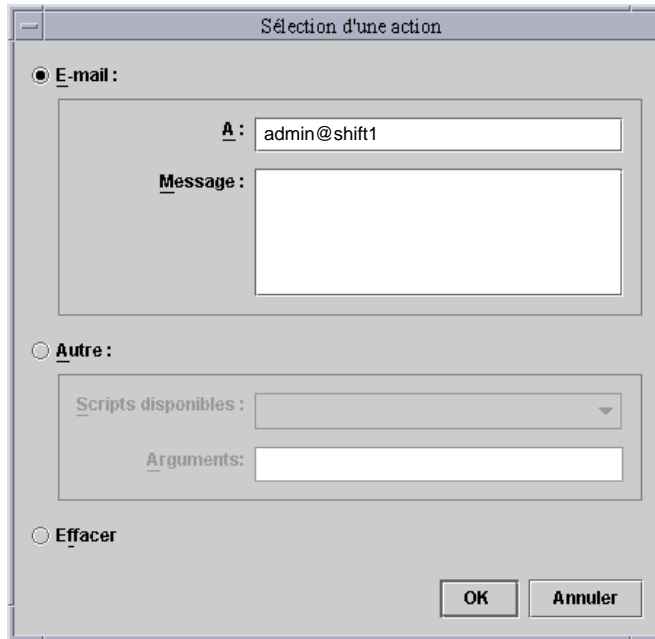 Sélection d'une action
E-mail :
A : admin@shift1
Message :
Autre :
Scripts disponibles :
Arguments:
Effacer
OK Annuler